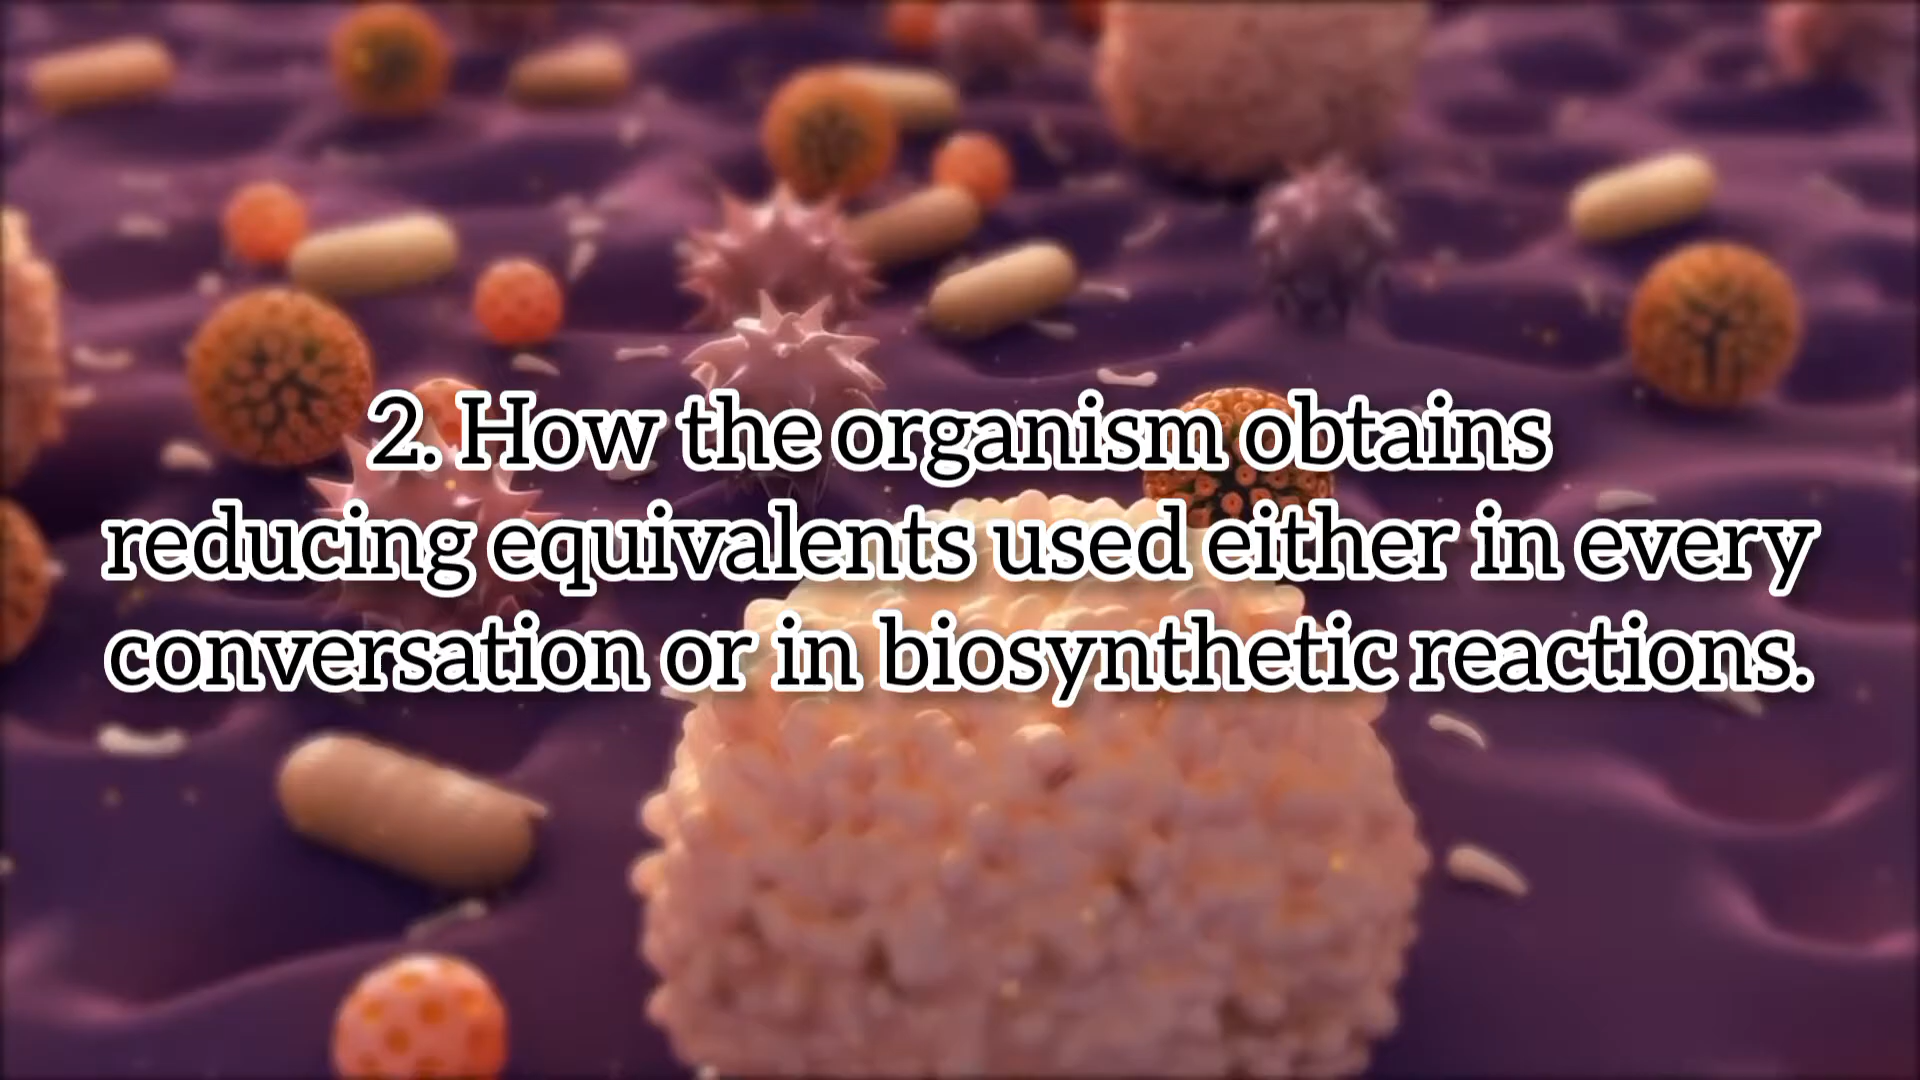 2. How the organism obtains
reducing equivalents used either in every
conversation or in biosynthetic reactions.